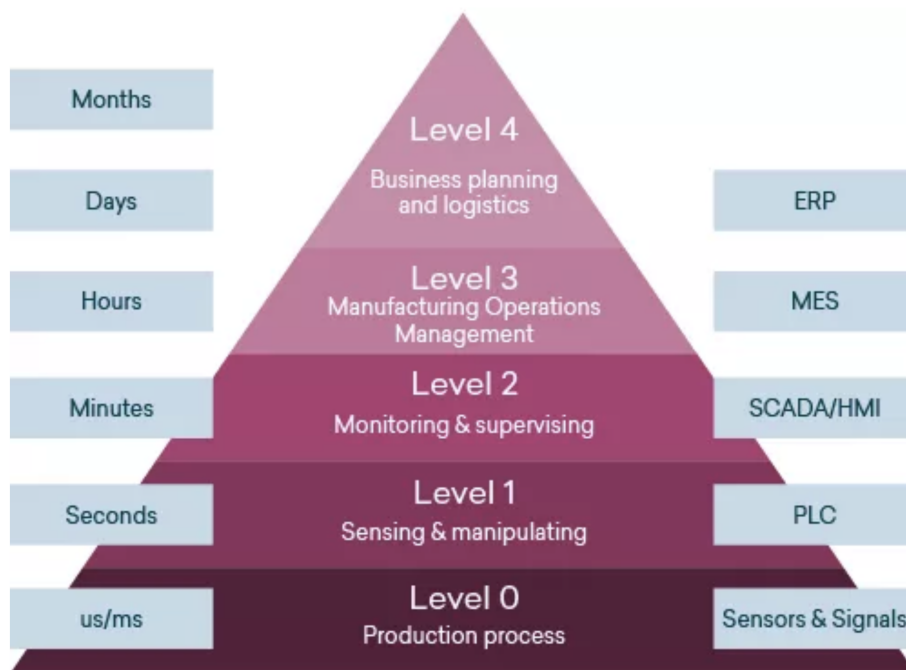 Months
Level 4
Days
Business planning
and logistics
ERP
Hours
Level 3
Manufacturing Operations
Management
MES
Minutes
Level 2
Monitoring & supervising
SCADA/HMI
Seconds
Level 1
Sensing & manipulating
PLC
us/ms
Level 0
Production process
Sensors & Signals